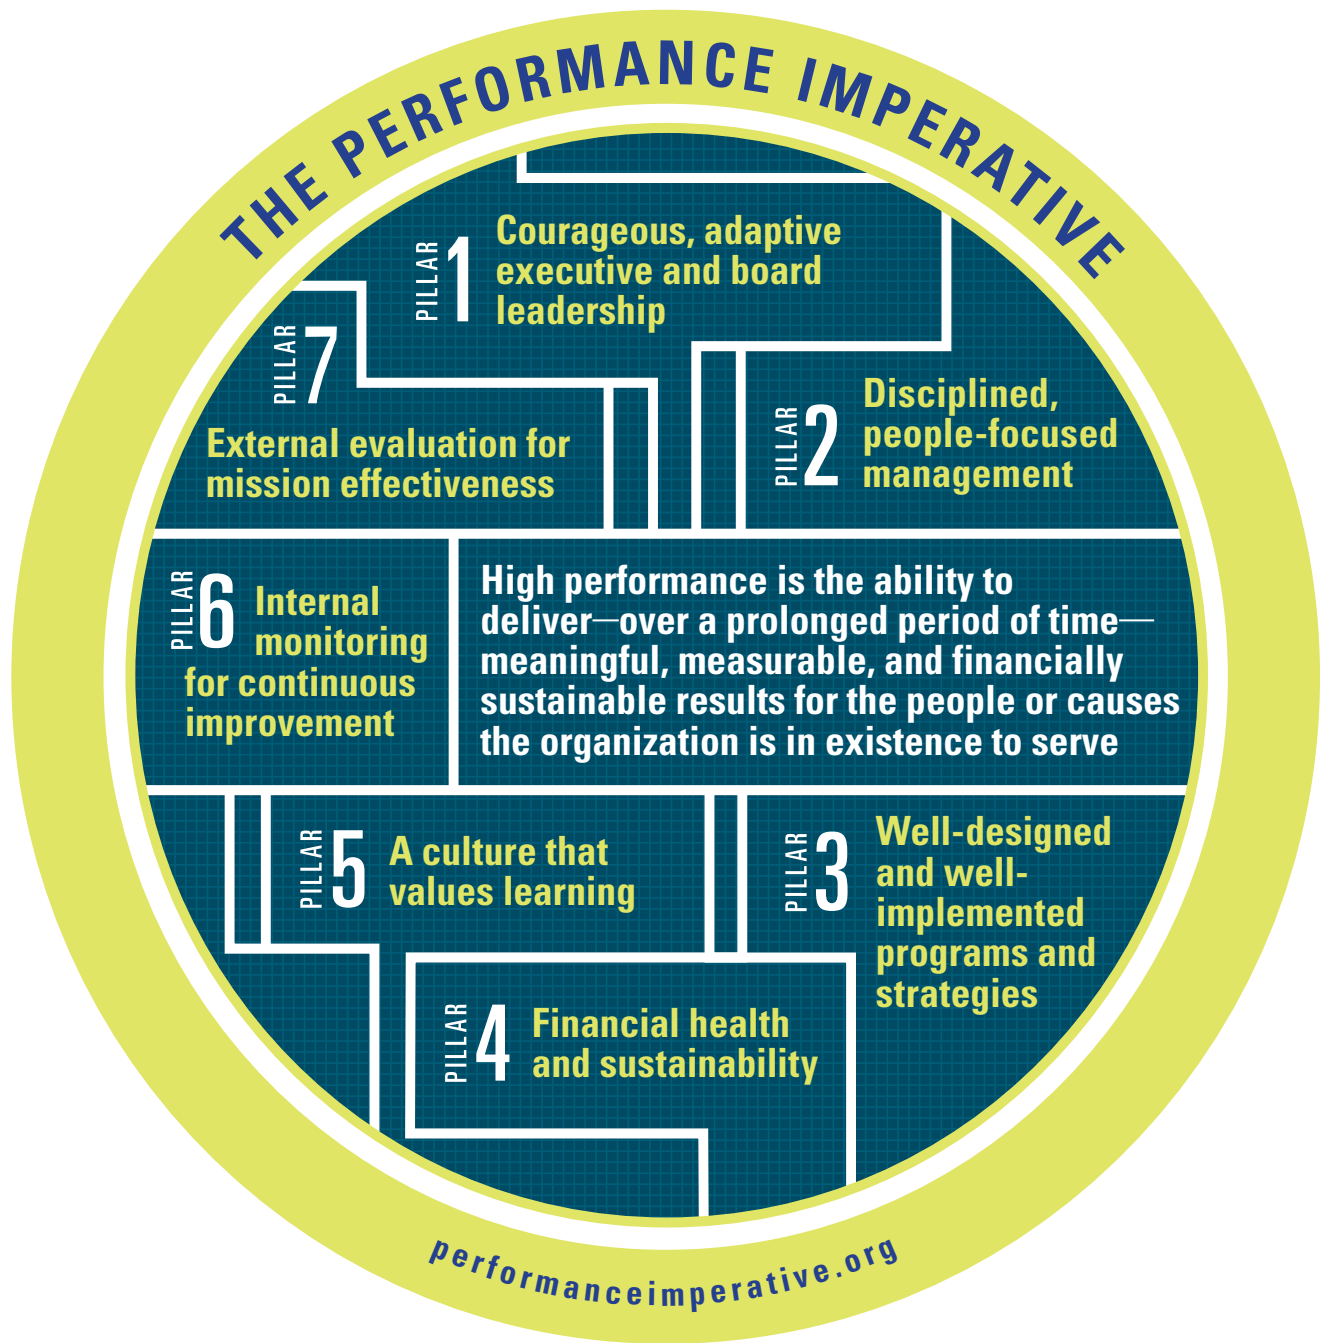 THE PERFORMANCE IMPERATIVE
PILLAR 1
Courageous, adaptive
executive and board
leadership
PILLAR 2
Disciplined,
people-focused
management
PILLAR 7
External evaluation for
mission effectiveness
PILLAR 6
Internal
monitoring
for continuous
improvement
High performance is the ability to
deliver—over a prolonged period of time—
meaningful, measurable, and financially
sustainable results for the people or causes
the organization is in existence to serve
PILLAR 5
A culture that
values learning
PILLAR 3
Well-designed
and well-
implemented
programs and
strategies
PILLAR 4
Financial health
and sustainability
performanceimperative.org